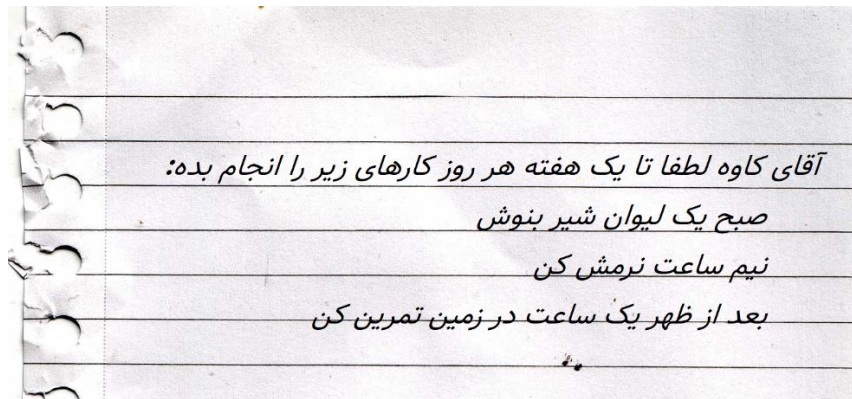 آقای کاوه لطفا تا یک هفته هر روز کارهای زیر را انجام بده:
صبح یک لیوان شیر بنوش
نیم ساعت نرمش کن
بعد از ظهر یک ساعت در زمین تمرین کن